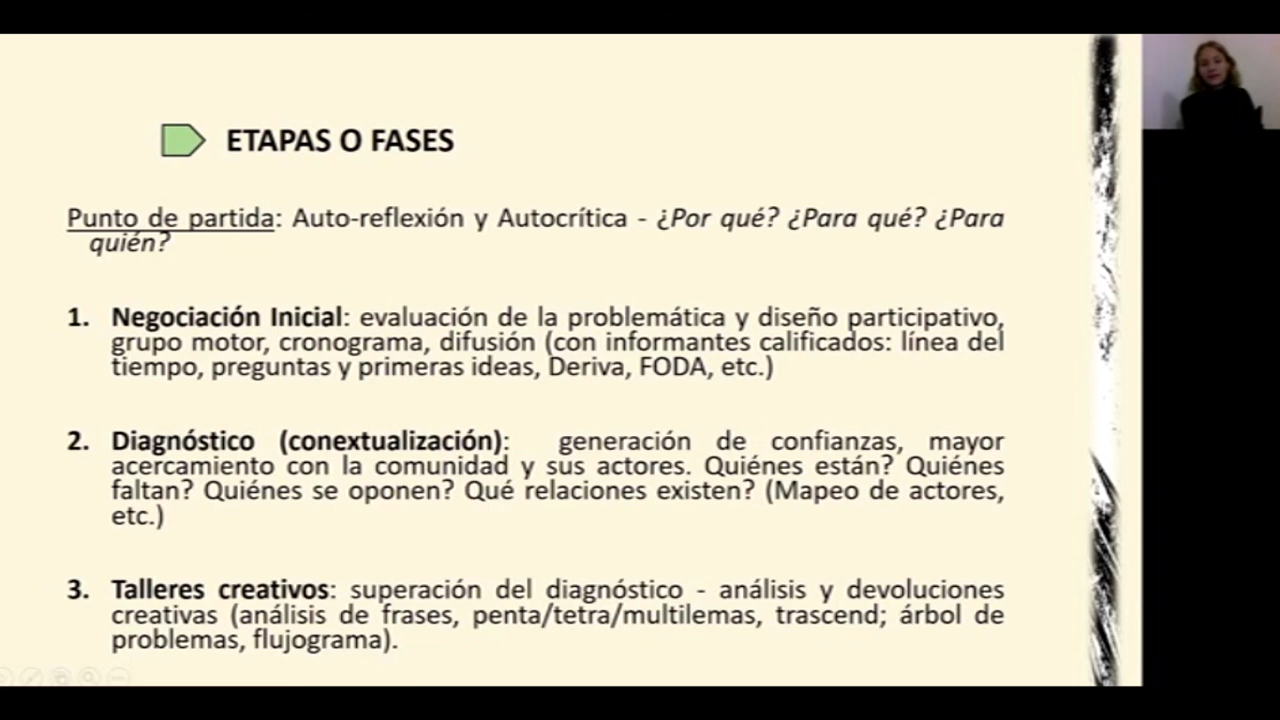 ETAPAS O FASES
Punto de partida: Auto-reflexión y Autocrítica - ¿Por qué? ¿Para qué? ¿Para
quién?
1. Negociación Inicial: evaluación de la problemática y diseño participativo,
grupo motor, cronograma, difusión (con informantes calificados: línea del
tiempo, preguntas y primeras ideas, Deriva, FODA, etc.)
2. Diagnóstico (conextualización): generación de confianzas, mayor
acercamiento con la comunidad y sus actores. Quiénes están? Quiénes
faltan? Quiénes se oponen? Qué relaciones existen? (Mapeo de actores,
etc.)
3. Talleres creativos: superación del diagnóstico - análisis y devoluciones
creativas (análisis de frases, penta/tetra/multilemas, trascend; árbol de
problemas, flujograma).